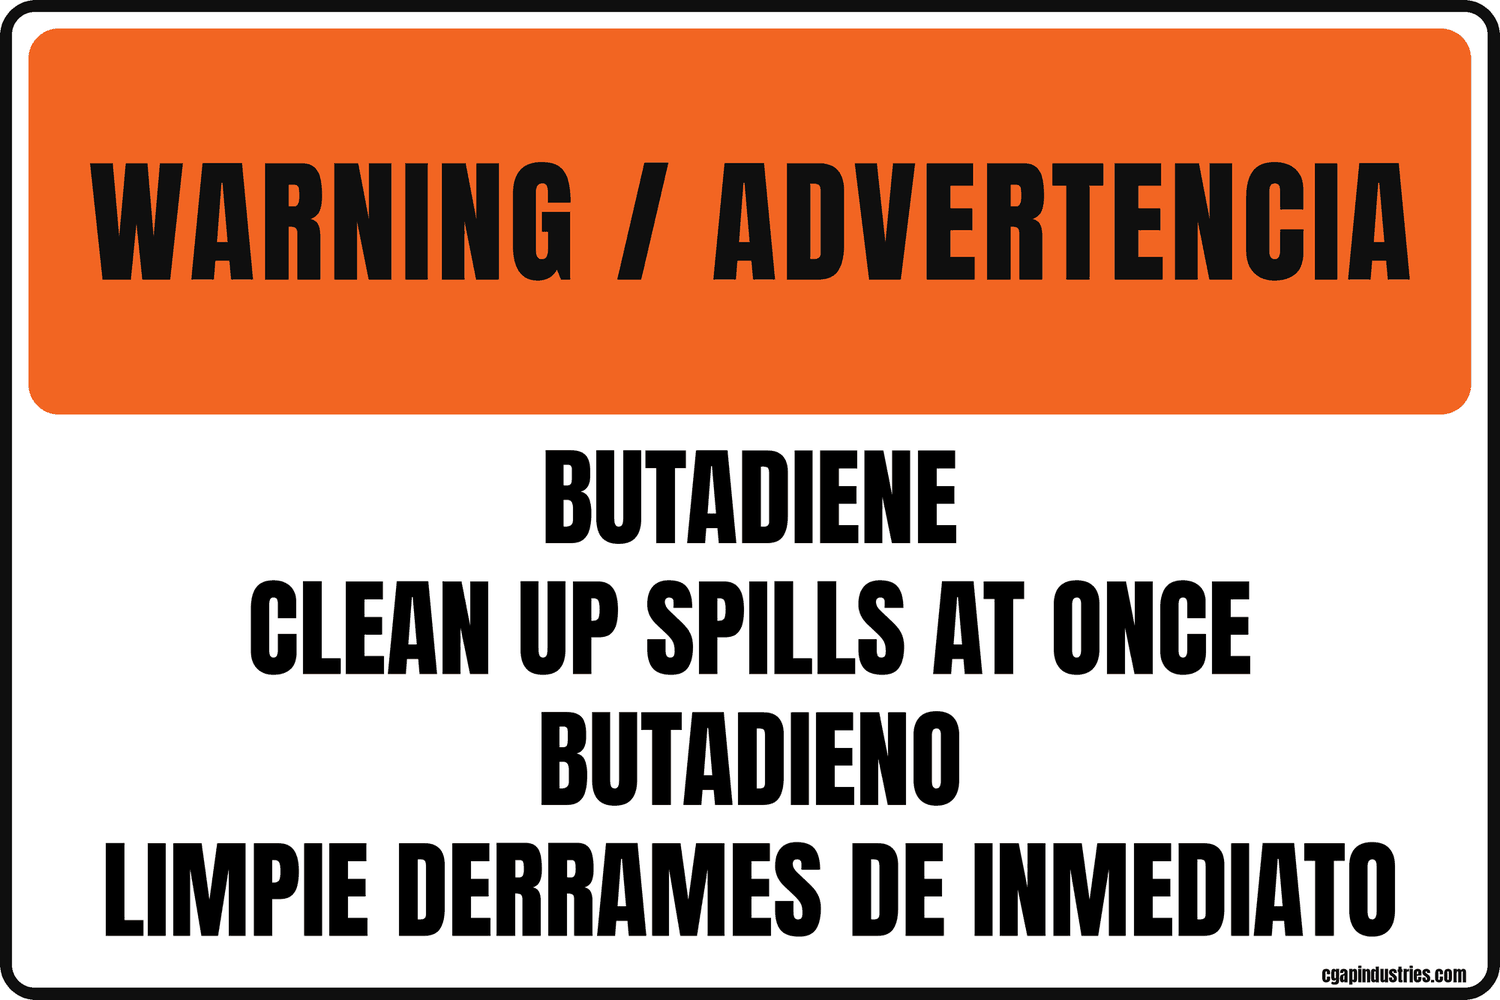 WARNING / ADVERTENCIA
BUTADIENE
CLEAN UP SPILLS AT ONCE
BUTADIENO
LIMPIE DERRAMES DE INMEDIATO
cgapindustries.com